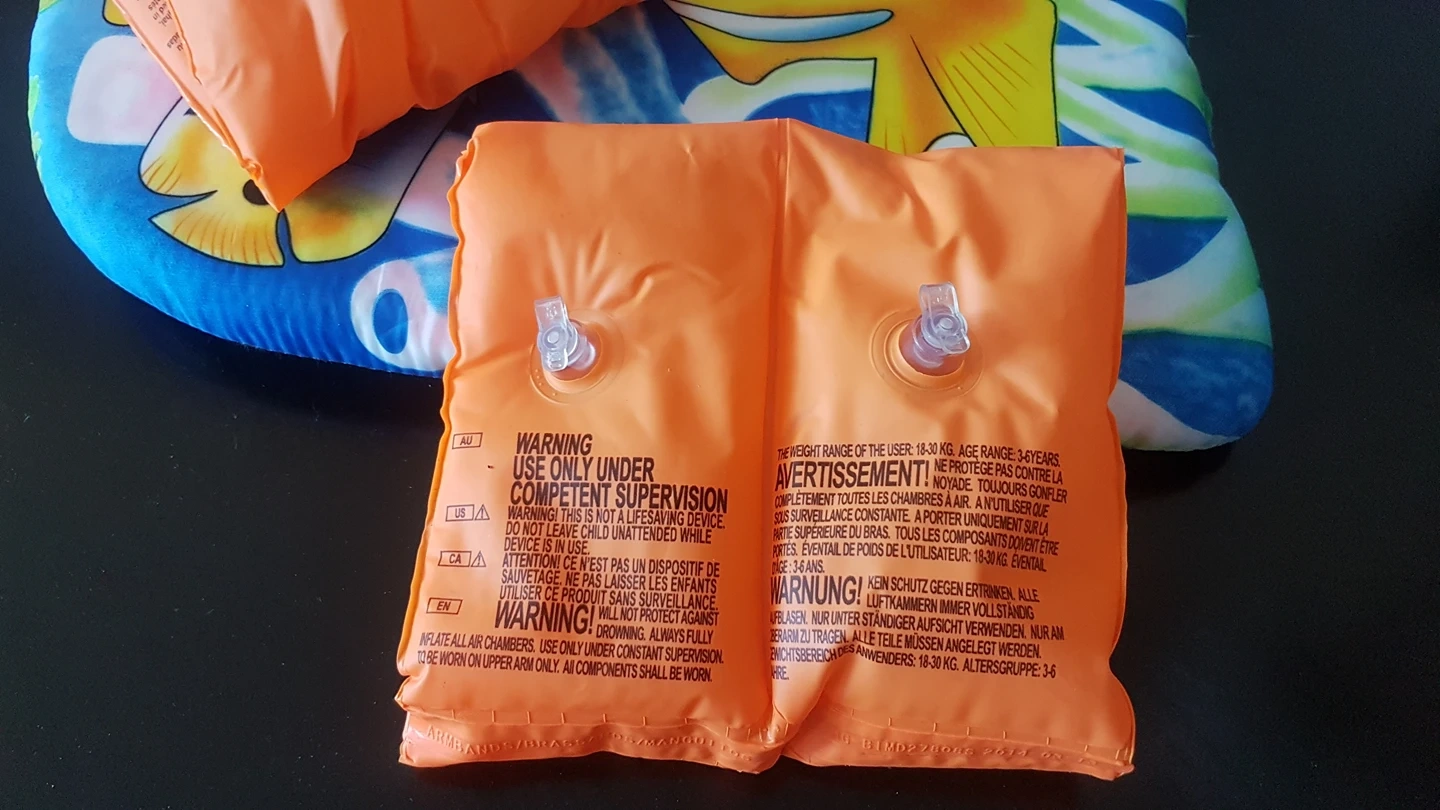 AU
WARNING
USE ONLY UNDER
COMPETENT SUPERVISION
US
WARNING! THIS IS NOT A LIFESAVING DEVICE.
DO NOT LEAVE CHILD UNATTENDED WHILE
DEVICE IS IN USE.
CA
ATTENTION! CE N'EST PAS UN DISPOSITIF DE
SAUVETAGE. NE PAS LAISSER LES ENFANTS
UTILISER CE PRODUIT SANS SURVEILLANCE.
EN
WARNING! WILL NOT PROTECT AGAINST
DROWNING. ALWAYS FULLY
INFLATE ALL AIR CHAMBERS. USE ONLY UNDER CONSTANT SUPERVISION.
TO BE WORN ON UPPER ARM ONLY. All COMPONENTS SHALL BE WORN.
THE WEIGHT RANGE OF THE USER: 18-30 KG. AGE RANGE: 3-6YEARS.
AVERTISSEMENT! NE PROTÈGE PAS CONTRE LA
NOYADE. TOUJOURS GONFLER
COMPLÈTEMENT TOUTES LES CHAMBRES À AIR. A N'UTILISER QUE
SOUS SURVEILLANCE CONSTANTE. A PORTER UNIQUEMENT SUR LA
PARTIE SUPÉRIEURE DU BRAS. TOUS LES COMPOSANTS DOIVENT ÊTRE
PORTÉS. ÉVENTAIL DE POIDS DE L'UTILISATEUR: 18-30 KG. ÉVENTAIL
D'ÂGE : 3-6 ANS.
WARNUNG! KEIN SCHUTZ GEGEN ERTRINKEN. ALLE
LUFTKAMMERN IMMER VOLLSTÄNDIG
AUFBLASEN. NUR UNTER STÄNDIGER AUFSICHT VERWENDEN. NUR AM
OBERARM ZU TRAGEN. ALLE TEILE MÜSSEN ANGELEGT WERDEN.
GEWICHTSBEREICH DES ANWENDERS: 18-30 KG. ALTERSGRUPPE: 3-6
JAHRE.
ARMBANDS